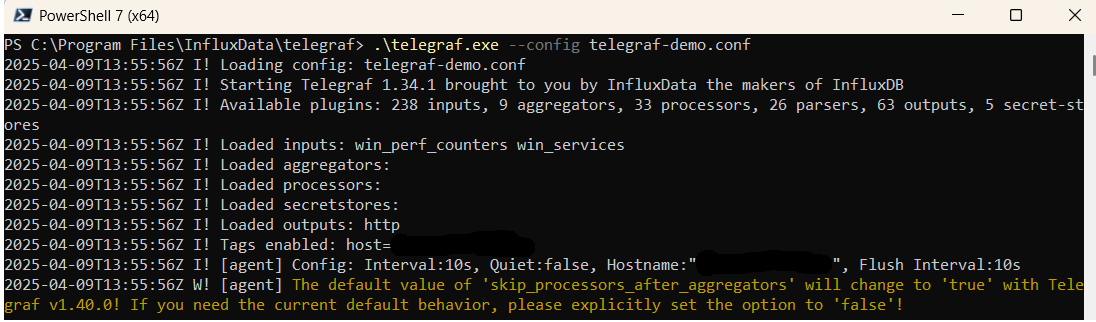 PowerShell 7 (x64)
PS C:\Program Files\InfluxData\telegraf> .\telegraf.exe --config telegraf-demo.conf
2025-04-09T13:55:56Z I! Loading config: telegraf-demo.conf
2025-04-09T13:55:56Z I! Starting Telegraf 1.34.1 brought to you by InfluxData the makers of InfluxDB
2025-04-09T13:55:56Z I! Available plugins: 238 inputs, 9 aggregators, 33 processors, 26 parsers, 63 outputs, 5 secret-st
ores
2025-04-09T13:55:56Z I! Loaded inputs: win_perf_counters win_services
2025-04-09T13:55:56Z I! Loaded aggregators:
2025-04-09T13:55:56Z I! Loaded processors:
2025-04-09T13:55:56Z I! Loaded secretstores:
2025-04-09T13:55:56Z I! Loaded outputs: http
2025-04-09T13:55:56Z I! Tags enabled: host=
2025-04-09T13:55:56Z I! [agent] Config: Interval:10s, Quiet:false, Hostname:"", Flush Interval:10s
2025-04-09T13:55:56Z W! [agent] The default value of 'skip_processors_after_aggregators' will change to 'true' with Tele
graf v1.40.0! If you need the current default behavior, please explicitly set the option to 'false'!